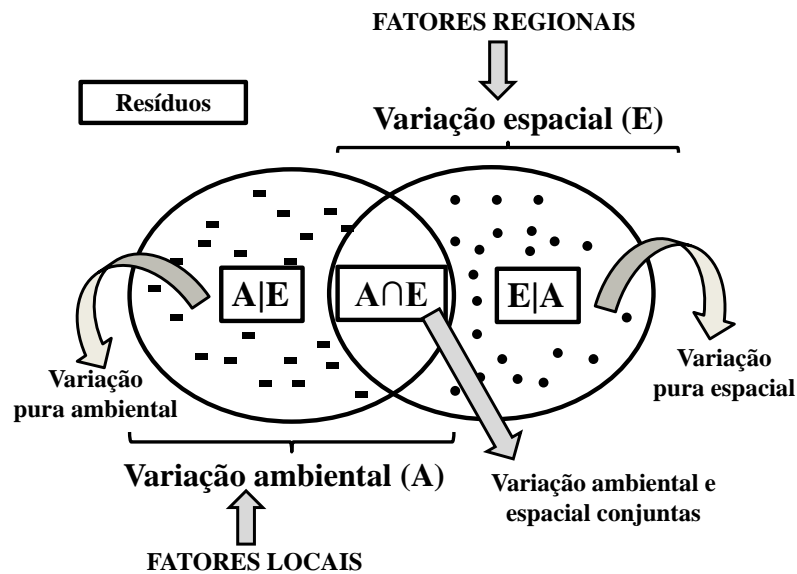 FATORES REGIONAIS
Resíduos
Variação espacial (E)
A|E
A∩E
E|A
Variação
pura ambiental
Variação
pura espacial
Variação ambiental (A)
Variação ambiental e
espacial conjuntas
FATORES LOCAIS